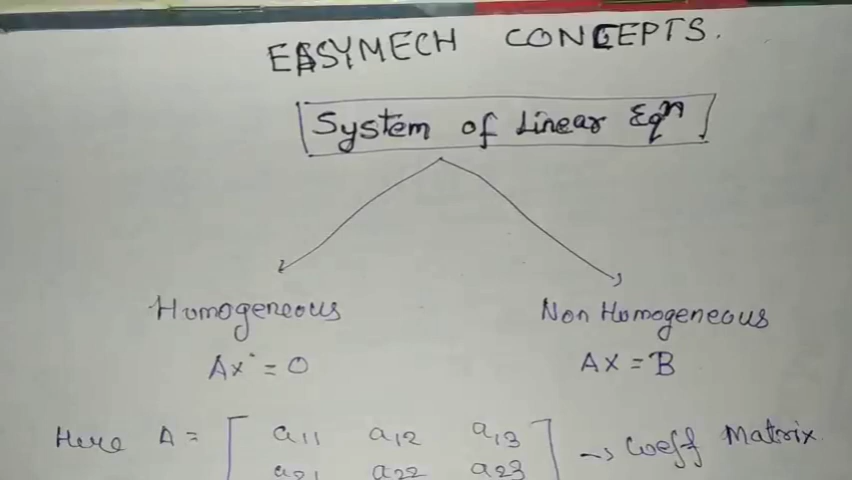 EASYMECH CONCEPTS.
System of Linear Eqn
Homogeneous
Non Homogeneous
AX = 0
AX = B
Here A = [ a11 a12 a13 ] → Coeff Matrix.
a21 a22 a23